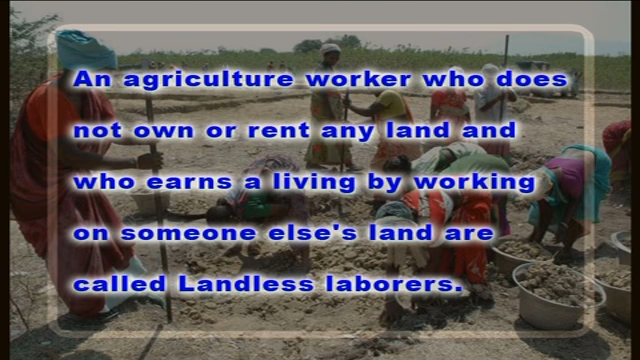 An agriculture worker who does
not own or rent any land and
who earns a living by working
on someone else's land are
called Landless laborers.